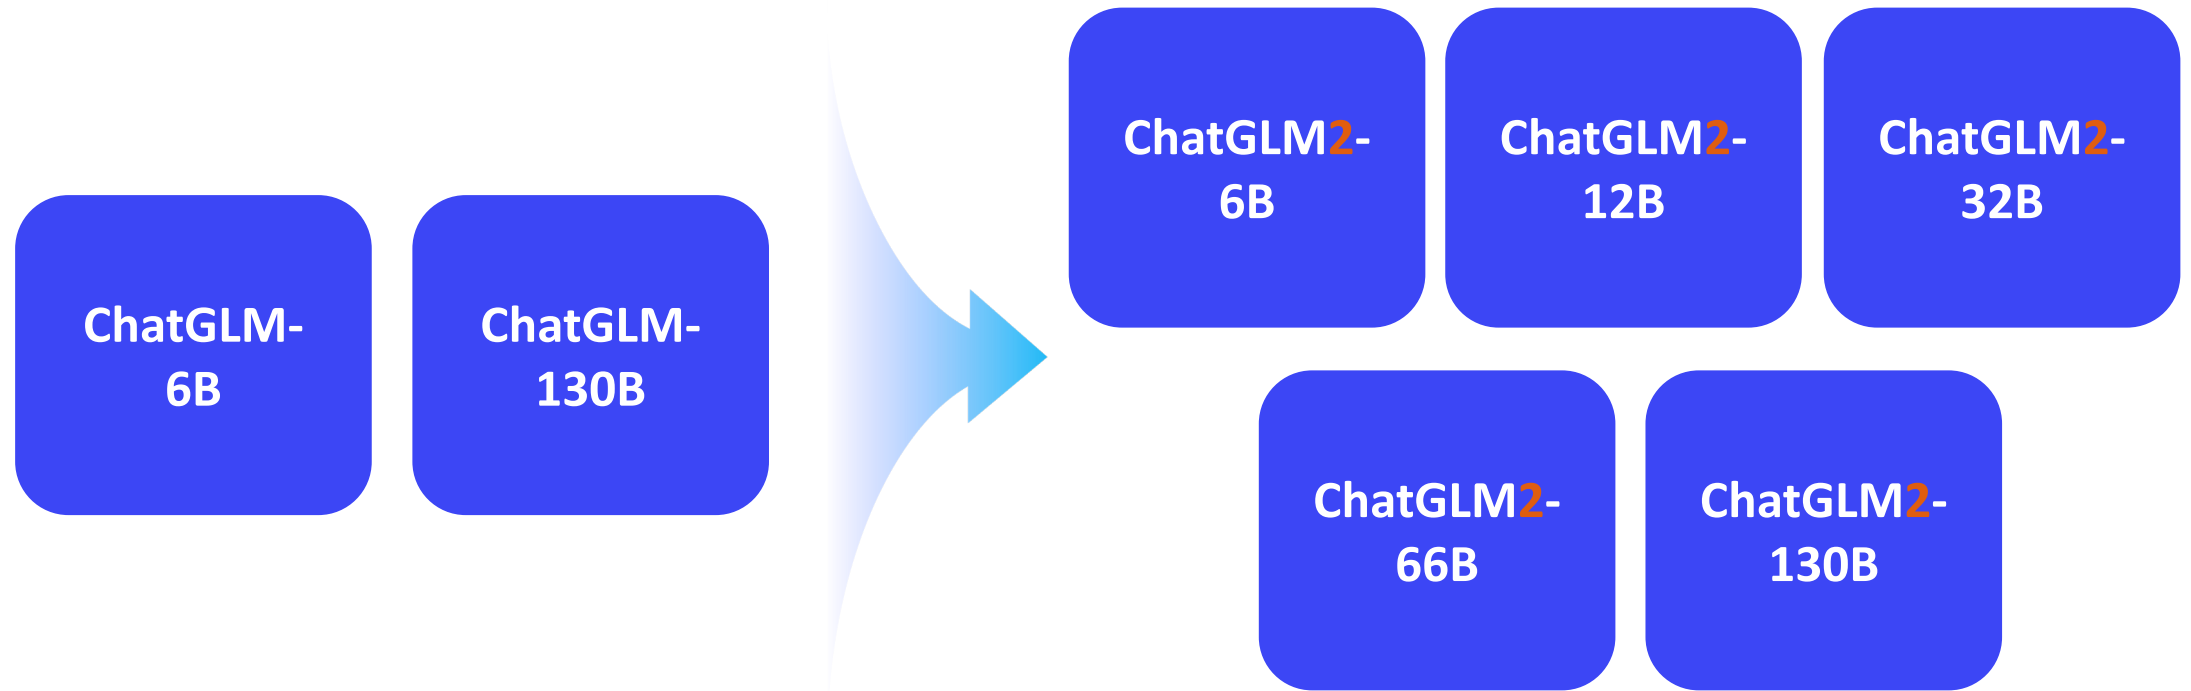 ChatGLM-
6B
ChatGLM-
130B
ChatGLM2-
6B
ChatGLM2-
12B
ChatGLM2-
32B
ChatGLM2-
66B
ChatGLM2-
130B